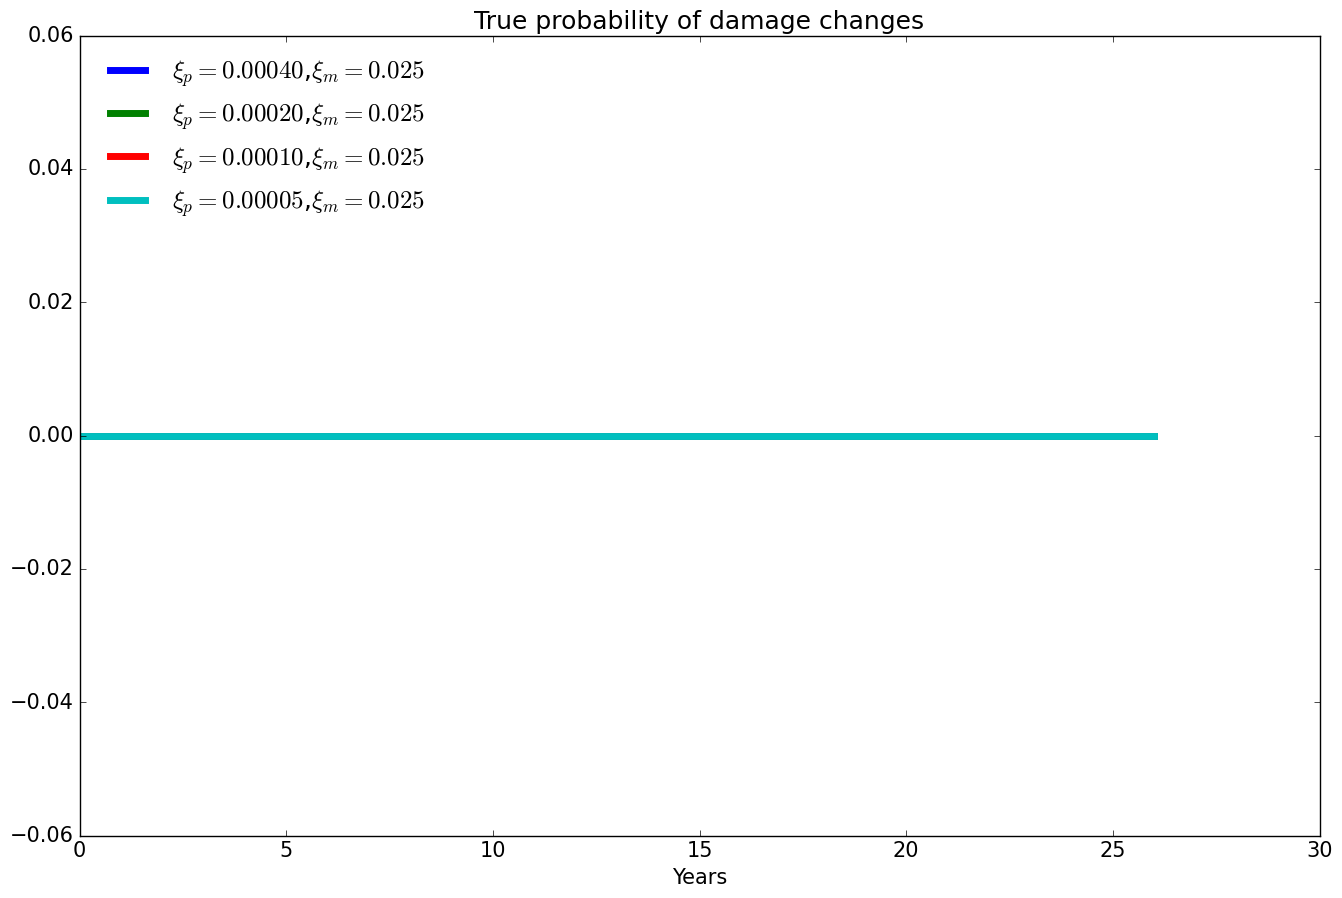 True probability of damage changes
0.06
0.04
0.02
0.00
−0.02
−0.04
−0.06
ξp = 0.00040,ξm = 0.025
ξp = 0.00020,ξm = 0.025
ξp = 0.00010,ξm = 0.025
ξp = 0.00005,ξm = 0.025
0 5 10 15 20 25 30
Years